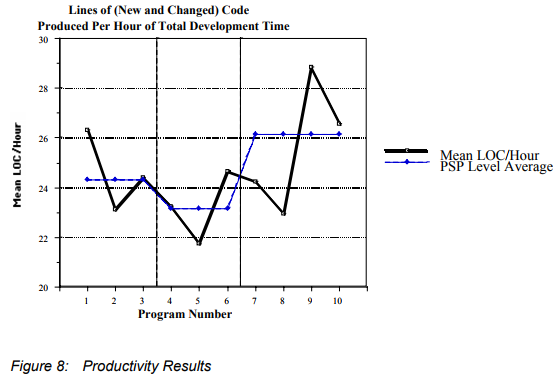 Lines of (New and Changed) Code
Produced Per Hour of Total Development Time
30
28
26
24
22
20
Mean LOC/Hour
1 2 3 4 5 6 7 8 9 10
Program Number
Mean LOC/Hour
PSP Level Average
Figure 8: Productivity Results